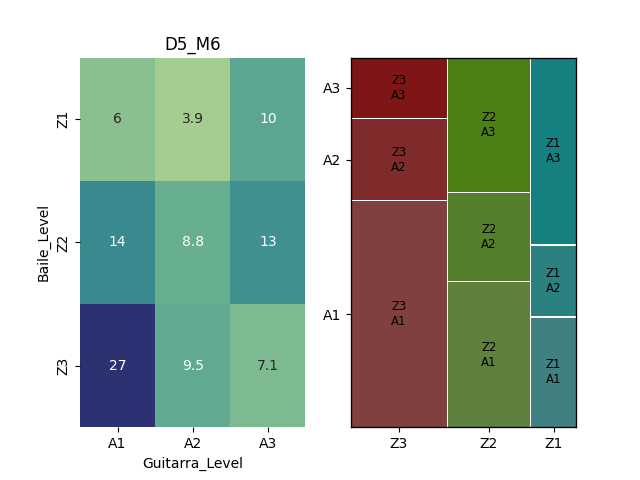 D5_M6
Baile_Level
Z1
6
3.9
10
Z2
14
8.8
13
Z3
27
9.5
7.1
A1
A2
A3
Guitarra_Level
A3
A2
A1
Z3
A3
Z2
A3
Z1
A3
Z3
A2
Z2
A2
Z1
A2
Z3
A1
Z2
A1
Z1
A1
Z3
Z2
Z1